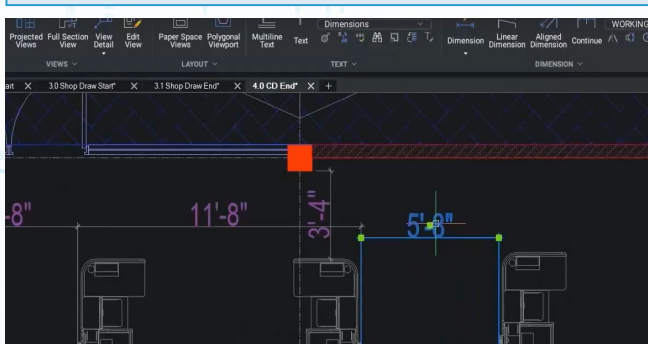 Dimensions
WORKING
Projected Views
Full Section View
View Detail
Edit View
Paper Space Views
Polygonal Viewport
Multiline Text
Text
Dimension
Linear Dimension
Aligned Dimension
Continue
VIEWS
LAYOUT
TEXT
DIMENSION
art X 3.0 Shop Draw Start* X 3.1 Shop Draw End* X 4.0 CD End* X +
-8"
11'-8"
3'-4"